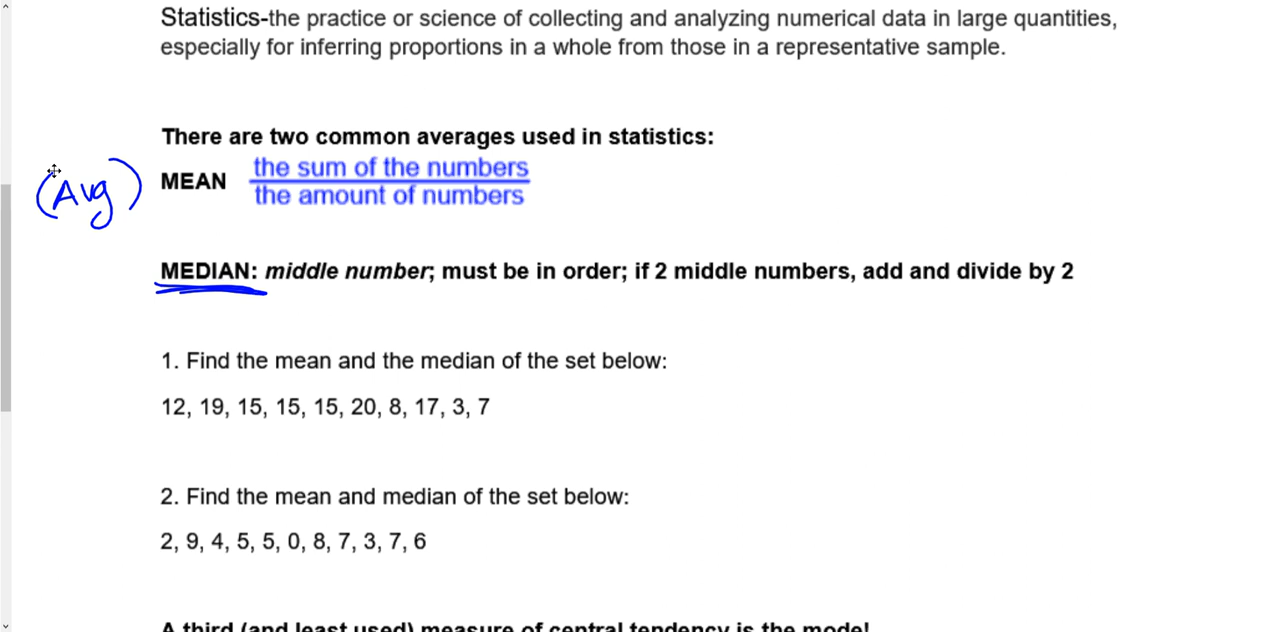 Statistics-the practice or science of collecting and analyzing numerical data in large quantities,
especially for inferring proportions in a whole from those in a representative sample.
There are two common averages used in statistics:
(Avg) MEAN the sum of the numbers
the amount of numbers
MEDIAN: middle number; must be in order; if 2 middle numbers, add and divide by 2
1. Find the mean and the median of the set below:
12, 19, 15, 15, 15, 20, 8, 17, 3, 7
2. Find the mean and median of the set below:
2, 9, 4, 5, 5, 0, 8, 7, 3, 7, 6
A third (and least used) measure of central tendency is the mode!